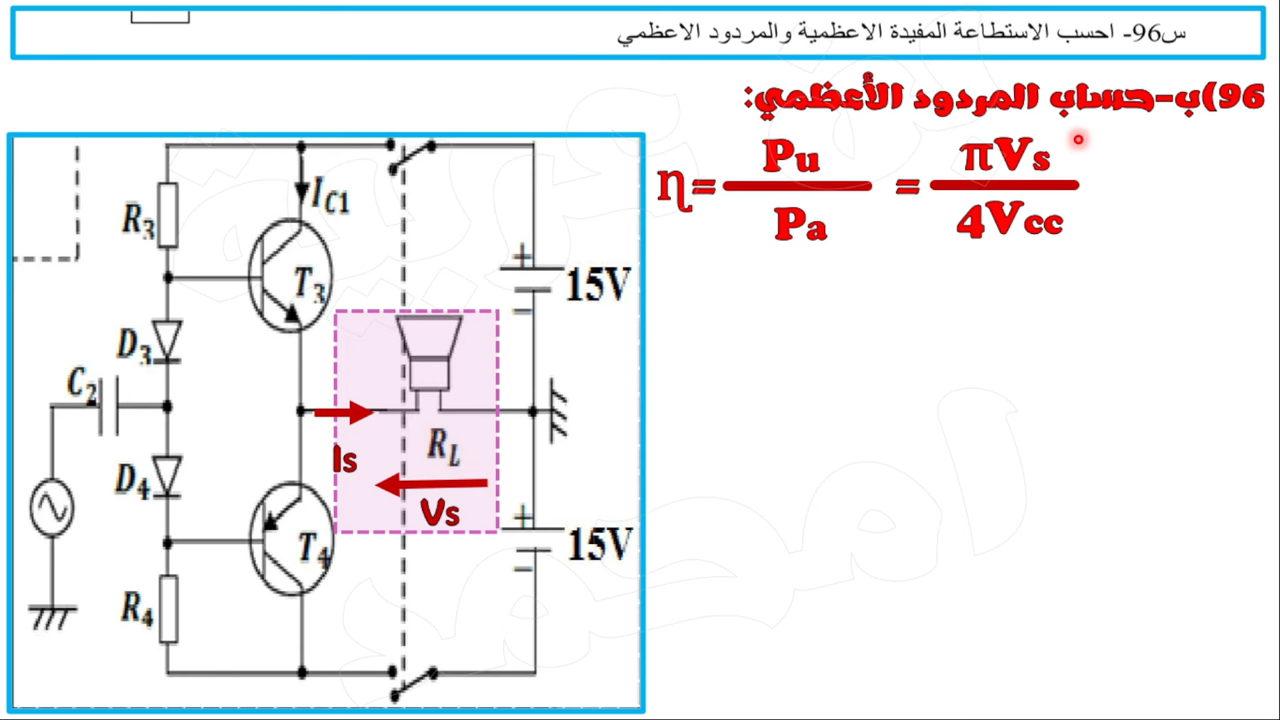 س96- احسب الاستطاعة المفيدة الاعظمية والمردود الاعظمي
96)ب-حساب المردود الأعظمي:
η= Pu / Pa = πVs / 4Vcc
IC1
R3
T3
15V
D3
C2
Is
RL
D4
Vs
T4
15V
R4